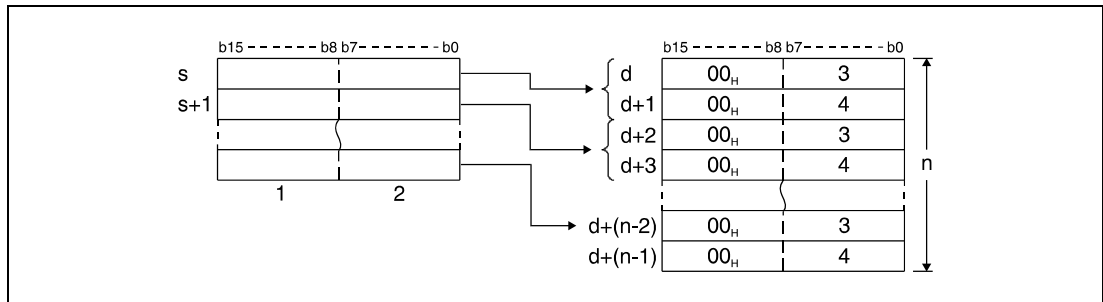 b15 ------- b8 b7 ------- b0 b15 ------- b8 b7 ------- b0
s d 00H 3
s+1 d+1 00H 4
d+2 00H 3
d+3 00H 4
n
1 2
d+(n-2) 00H 3
d+(n-1) 00H 4